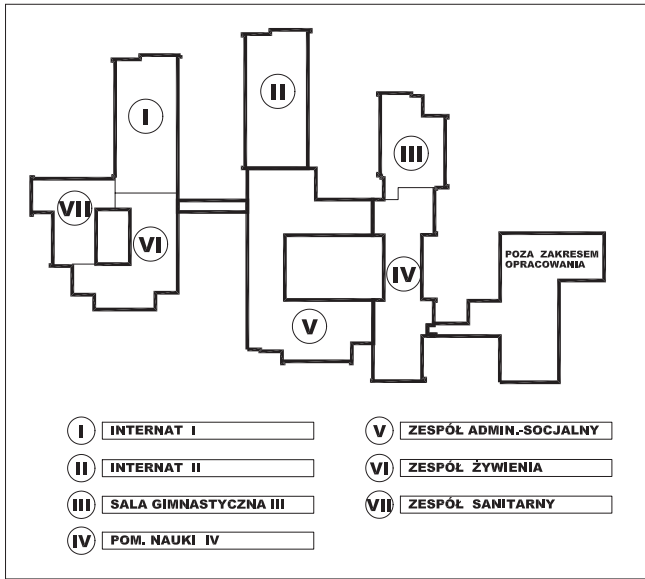 I
II
III
VII
VI
IV
POZA ZAKRESEM
OPRACOWANIA
V
I INTERNAT I
II INTERNAT II
III SALA GIMNASTYCZNA III
IV POM. NAUKI IV
V ZESPÓŁ ADMIN.-SOCJALNY
VI ZESPÓŁ ŻYWIENIA
VII ZESPÓŁ SANITARNY